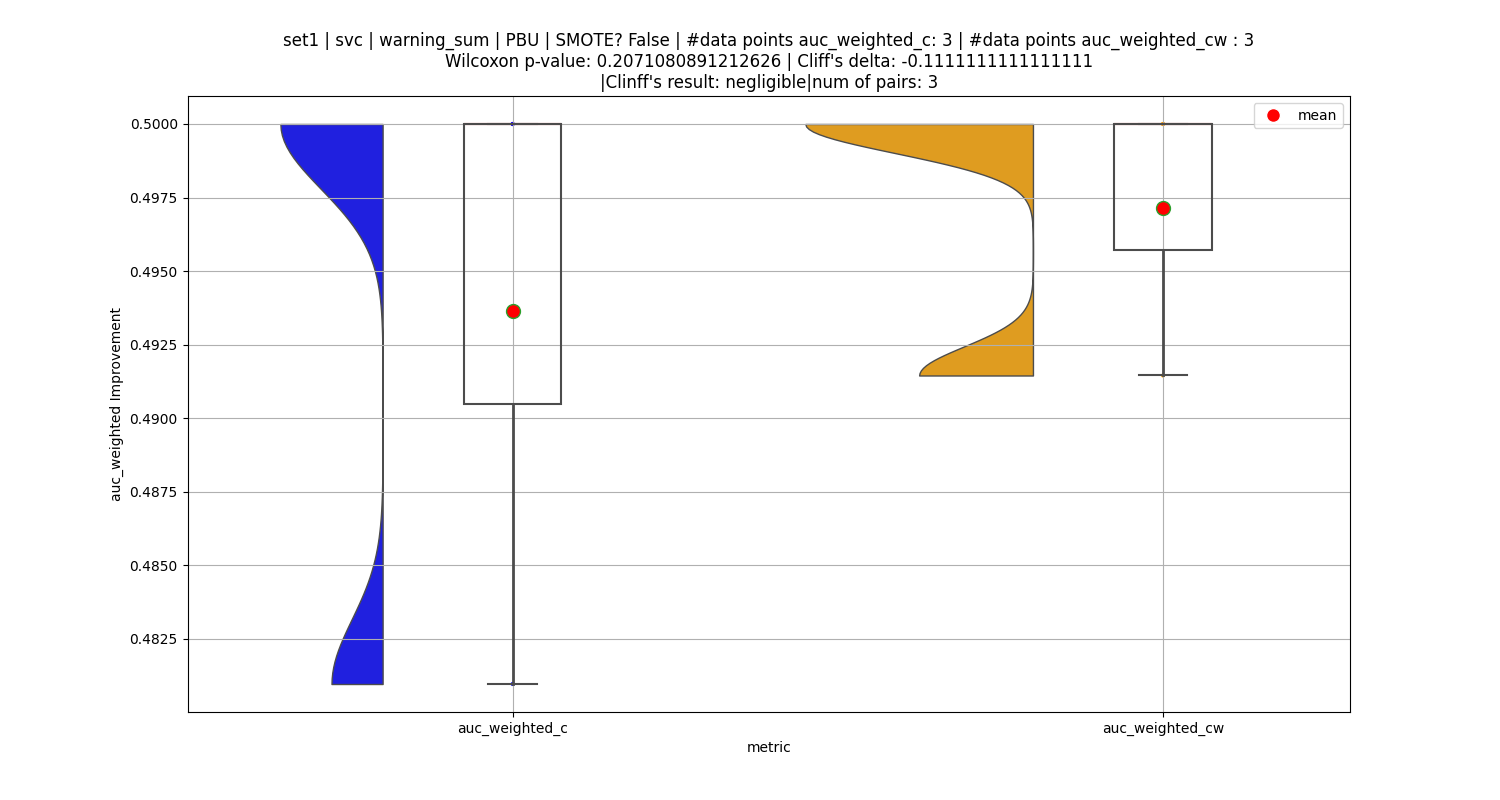 set1 | svc | warning_sum | PBU | SMOTE? False | #data points auc_weighted_c: 3 | #data points auc_weighted_cw : 3
Wilcoxon p-value: 0.2071080891212626 | Cliff's delta: -0.1111111111111111
|Clinff's result: negligible|num of pairs: 3
mean
0.5000
0.4975
0.4950
0.4925
0.4900
0.4875
0.4850
0.4825
auc_weighted Improvement
auc_weighted_c
auc_weighted_cw
metric